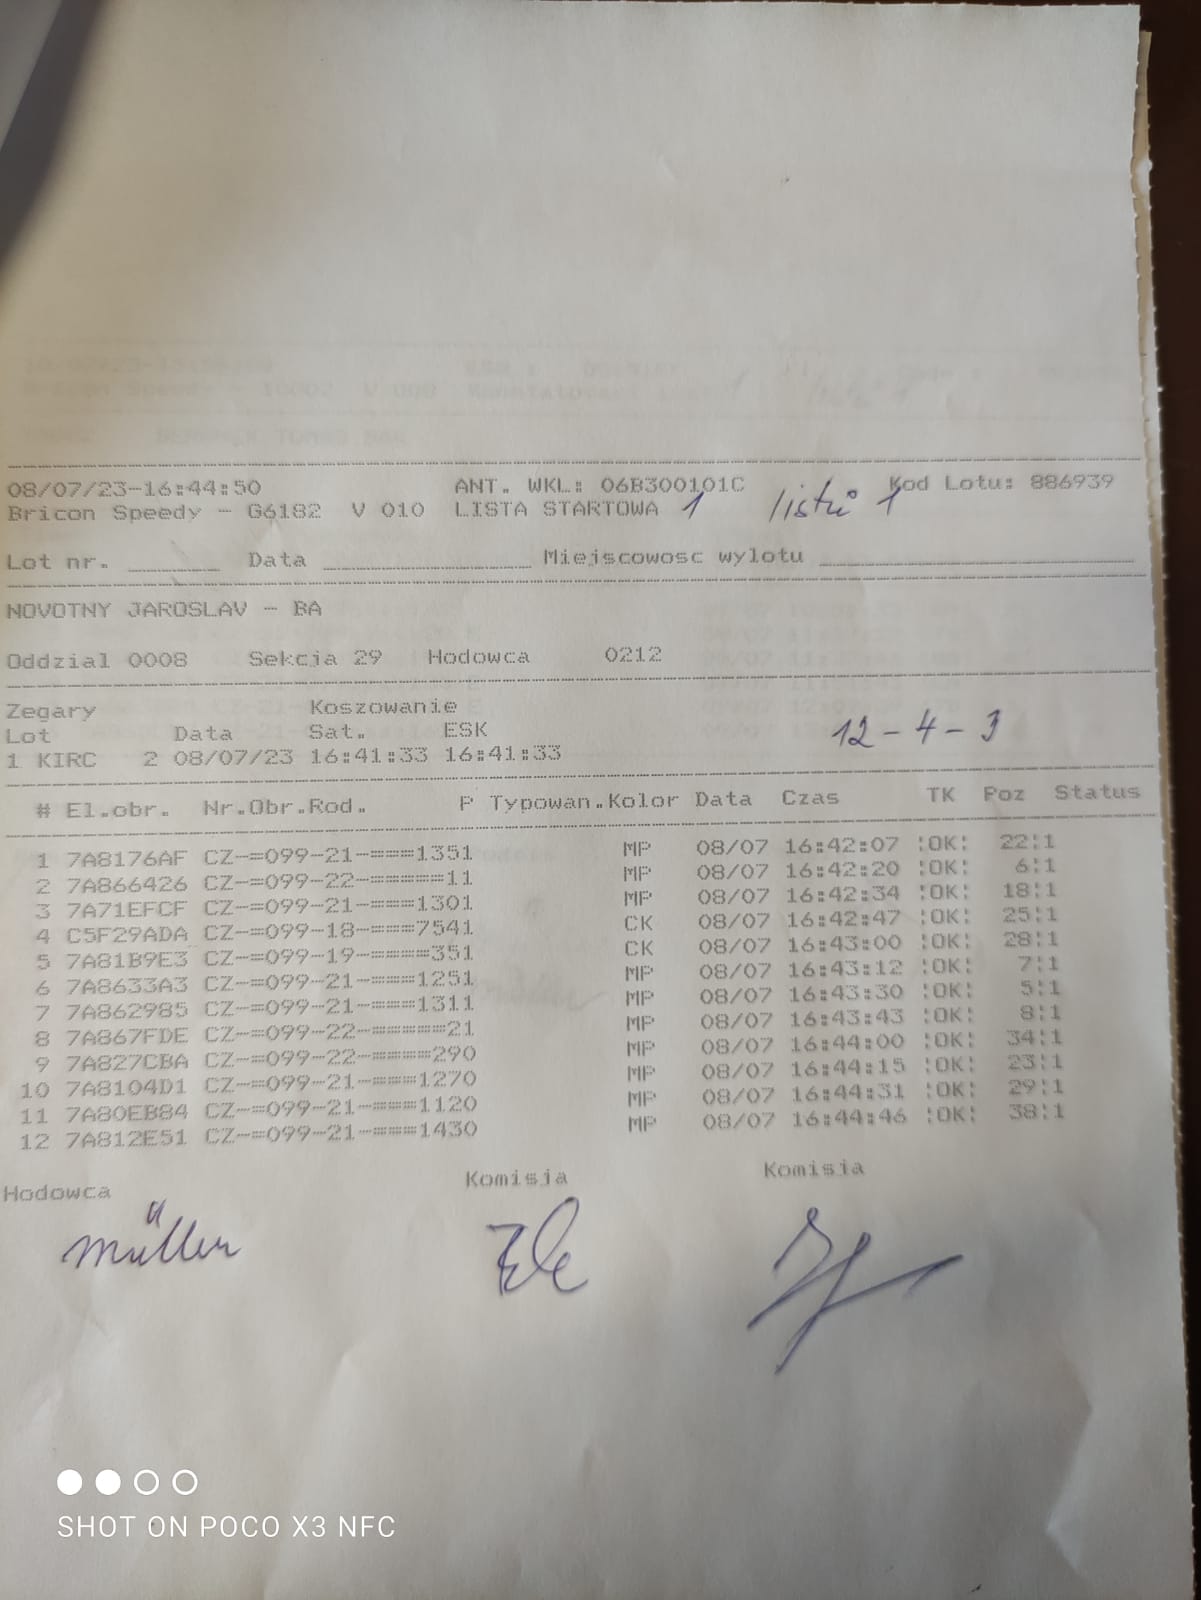 08/07/23-16:44:50 ANT. WKL: 06B300101C Kod Lotu: 886939
Bricon Speedy - G6182 V 010 LISTA STARTOWA 1 listů 1
Lot nr. ______ Data ______________ Miejscowosc wylotu ______________________
NOVOTNY JAROSLAV - BA
Oddzial 0008 Sekcja 29 Hodowca 0212
Zegary Koszowanie
Lot Data Sat. ESK
12-4-3
1 KIRC 2 08/07/23 16:41:33 16:41:33
# El.obr. Nr.Obr.Rod. P Typowan.Kolor Data Czas TK Poz Status
1 7A8176AF CZ-=099-21-===1351 MP 08/07 16:42:07 :OK: 22:1
2 7A866426 CZ-=099-22-=====11 MP 08/07 16:42:20 :OK: 6:1
3 7A71EFCF CZ-=099-21-===1301 MP 08/07 16:42:34 :OK: 18:1
4 C5F29ADA CZ-=099-18-===7541 CK 08/07 16:42:47 :OK: 25:1
5 7A81B9E3 CZ-=099-19-====351 CK 08/07 16:43:00 :OK: 28:1
6 7A8633A3 CZ-=099-21-===1251 MP 08/07 16:43:12 :OK: 7:1
7 7A862985 CZ-=099-21-===1311 MP 08/07 16:43:30 :OK: 5:1
8 7A867FDE CZ-=099-22-=====21 MP 08/07 16:43:43 :OK: 8:1
9 7A827CBA CZ-=099-22-====290 MP 08/07 16:44:00 :OK: 34:1
10 7A8104D1 CZ-=099-21-===1270 MP 08/07 16:44:15 :OK: 23:1
11 7A80EB84 CZ-=099-21-===1120 MP 08/07 16:44:31 :OK: 29:1
12 7A812E51 CZ-=099-21-===1430 MP 08/07 16:44:46 :OK: 38:1
Hodowca Komisja Komisja
Müller
SHOT ON POCO X3 NFC